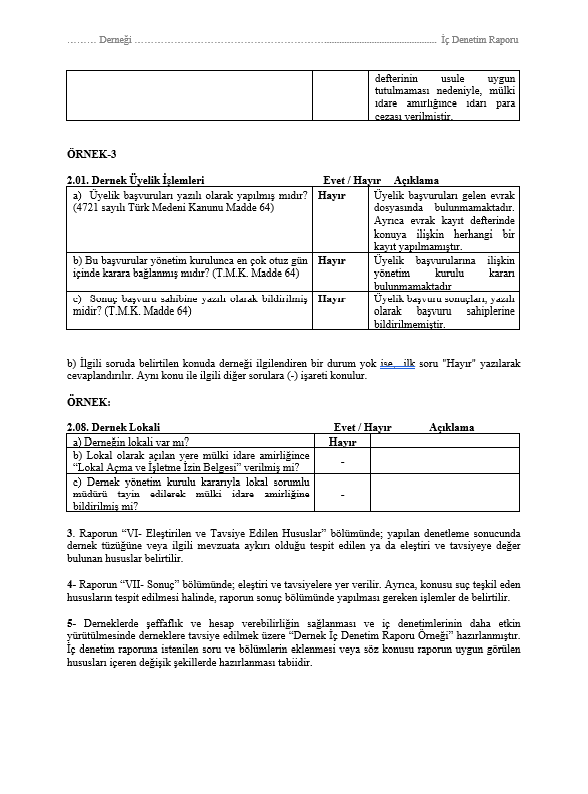 ……… Derneği …………………………………………………………...................................................... İç Denetim Raporu
defterinin usule uygun
tutulmaması nedeniyle, mülki
idare amirliğince idari para
cezası verilmiştir.
ÖRNEK-3
2.01. Dernek Üyelik İşlemleri Evet / Hayır Açıklama
a) Üyelik başvuruları yazılı olarak yapılmış mıdır? Hayır Üyelik başvuruları gelen evrak
(4721 sayılı Türk Medeni Kanunu Madde 64) dosyasında bulunmamaktadır.
Ayrıca evrak kayıt defterinde
konuya ilişkin herhangi bir
kayıt yapılmamıştır.
b) Bu başvurular yönetim kurulunca en çok otuz gün Hayır Üyelik başvurularına ilişkin
içinde karara bağlanmış mıdır? (T.M.K. Madde 64) yönetim kurulu kararı
bulunmamaktadır
c) Sonuç başvuru sahibine yazılı olarak bildirilmiş Hayır Üyelik başvuru sonuçları, yazılı
midir? (T.M.K. Madde 64) olarak başvuru sahiplerine
bildirilmemiştir.
b) İlgili soruda belirtilen konuda derneği ilgilendiren bir durum yok ise, ilk soru "Hayır" yazılarak
cevaplandırılır. Aynı konu ile ilgili diğer sorulara (-) işareti konulur.
ÖRNEK:
2.08. Dernek Lokali Evet / Hayır Açıklama
a) Derneğin lokali var mı? Hayır
b) Lokal olarak açılan yere mülki idare amirliğince
“Lokal Açma ve İşletme İzin Belgesi” verilmiş mi? -
c) Dernek yönetim kurulu kararıyla lokal sorumlu
müdürü tayin edilerek mülki idare amirliğine -
bildirilmiş mi?
3. Raporun “VI- Eleştirilen ve Tavsiye Edilen Hususlar” bölümünde; yapılan denetleme sonucunda
dernek tüzüğüne veya ilgili mevzuata aykırı olduğu tespit edilen ya da eleştiri ve tavsiyeye değer
bulunan hususlar belirtilir.
4- Raporun “VII- Sonuç” bölümünde; eleştiri ve tavsiyelere yer verilir. Ayrıca, konusu suç teşkil eden
hususların tespit edilmesi halinde, raporun sonuç bölümünde yapılması gereken işlemler de belirtilir.
5- Derneklerde şeffaflık ve hesap verebilirliğin sağlanması ve iç denetimlerinin daha etkin
yürütülmesinde derneklere tavsiye edilmek üzere “Dernek İç Denetim Raporu Örneği” hazırlanmıştır.
İç denetim raporuna istenilen soru ve bölümlerin eklenmesi veya söz konusu raporun uygun görülen
hususları içeren değişik şekillerde hazırlanması tabiidir.